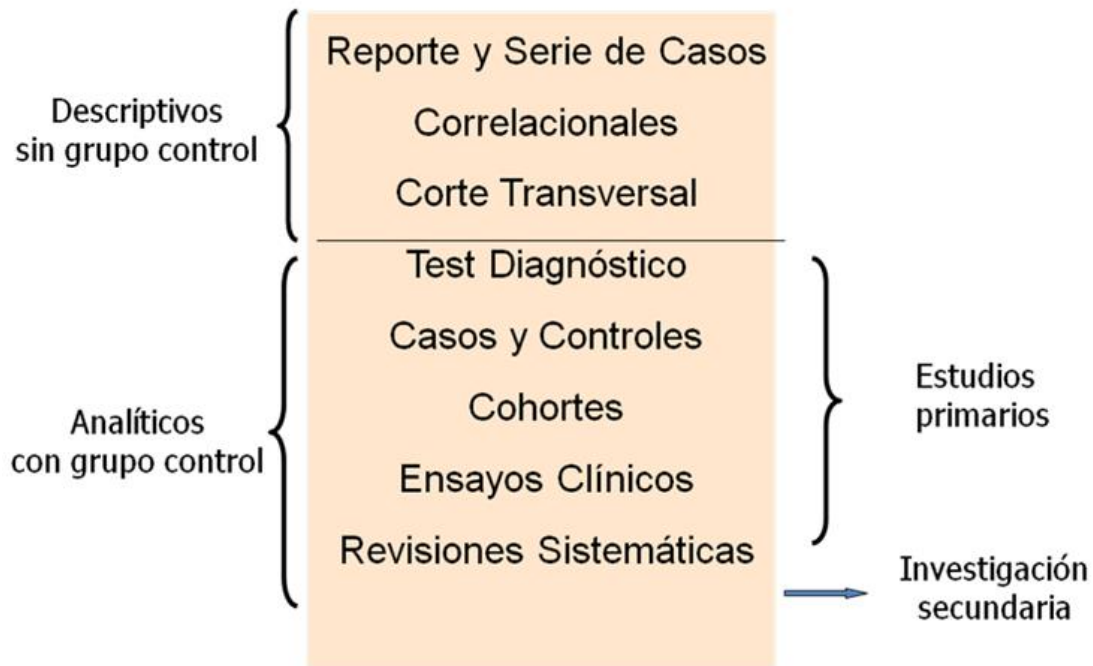 Descriptivos
sin grupo control
Reporte y Serie de Casos
Correlacionales
Corte Transversal
Analíticos
con grupo control
Test Diagnóstico
Casos y Controles
Cohortes
Ensayos Clínicos
Revisiones Sistemáticas
Estudios
primarios
Investigación
secundaria